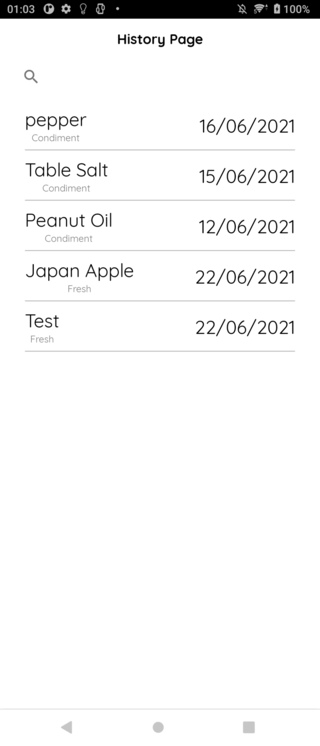 01:03
100%
History Page
pepper 16/06/2021
Condiment
Table Salt 15/06/2021
Condiment
Peanut Oil 12/06/2021
Condiment
Japan Apple 22/06/2021
Fresh
Test 22/06/2021
Fresh